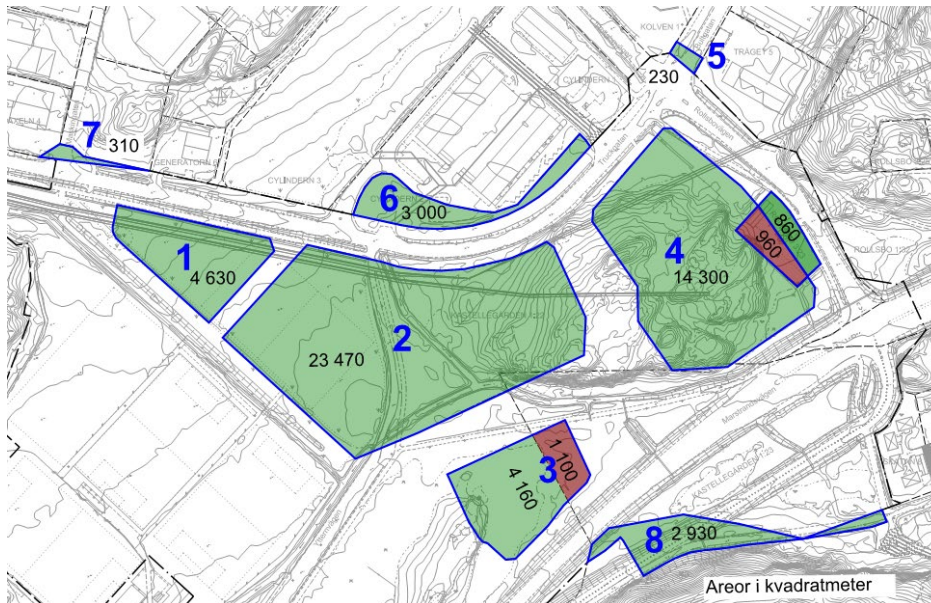 KOLVEN 1
TRÄGET 5
5
230
7
310
GENERATORN
CYLINDERN 3
6
3 000
Rollsbovägen
860
960
1
4 630
4
14 300
2
23 470
3
1 100
4 160
Marstrandsvägen
KASTELLEGÅRDEN 1:23
8
2 930
Areor i kvadratmeter